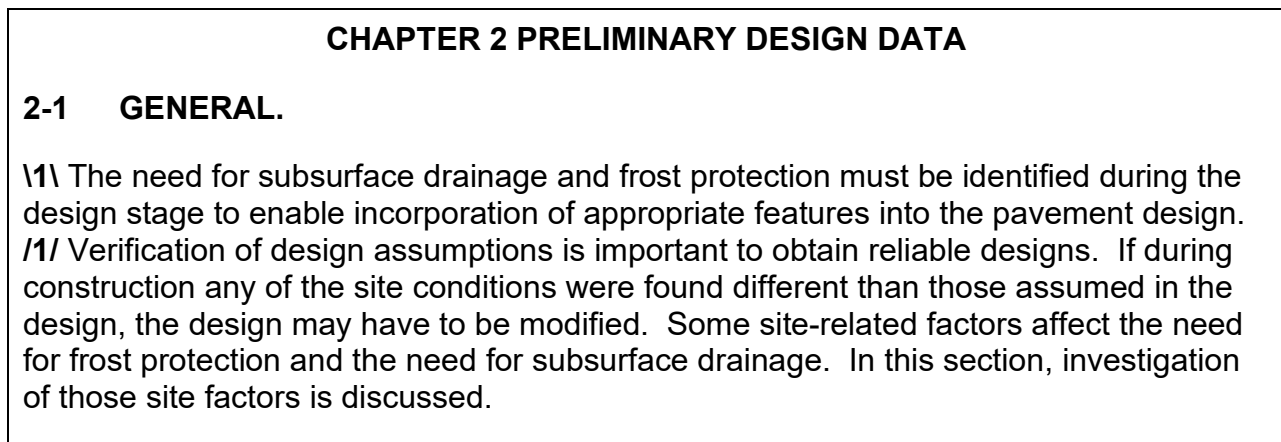 CHAPTER 2 PRELIMINARY DESIGN DATA
2-1 GENERAL.
\1\ The need for subsurface drainage and frost protection must be identified during the
design stage to enable incorporation of appropriate features into the pavement design.
/1/ Verification of design assumptions is important to obtain reliable designs. If during
construction any of the site conditions were found different than those assumed in the
design, the design may have to be modified. Some site-related factors affect the need
for frost protection and the need for subsurface drainage. In this section, investigation
of those site factors is discussed.